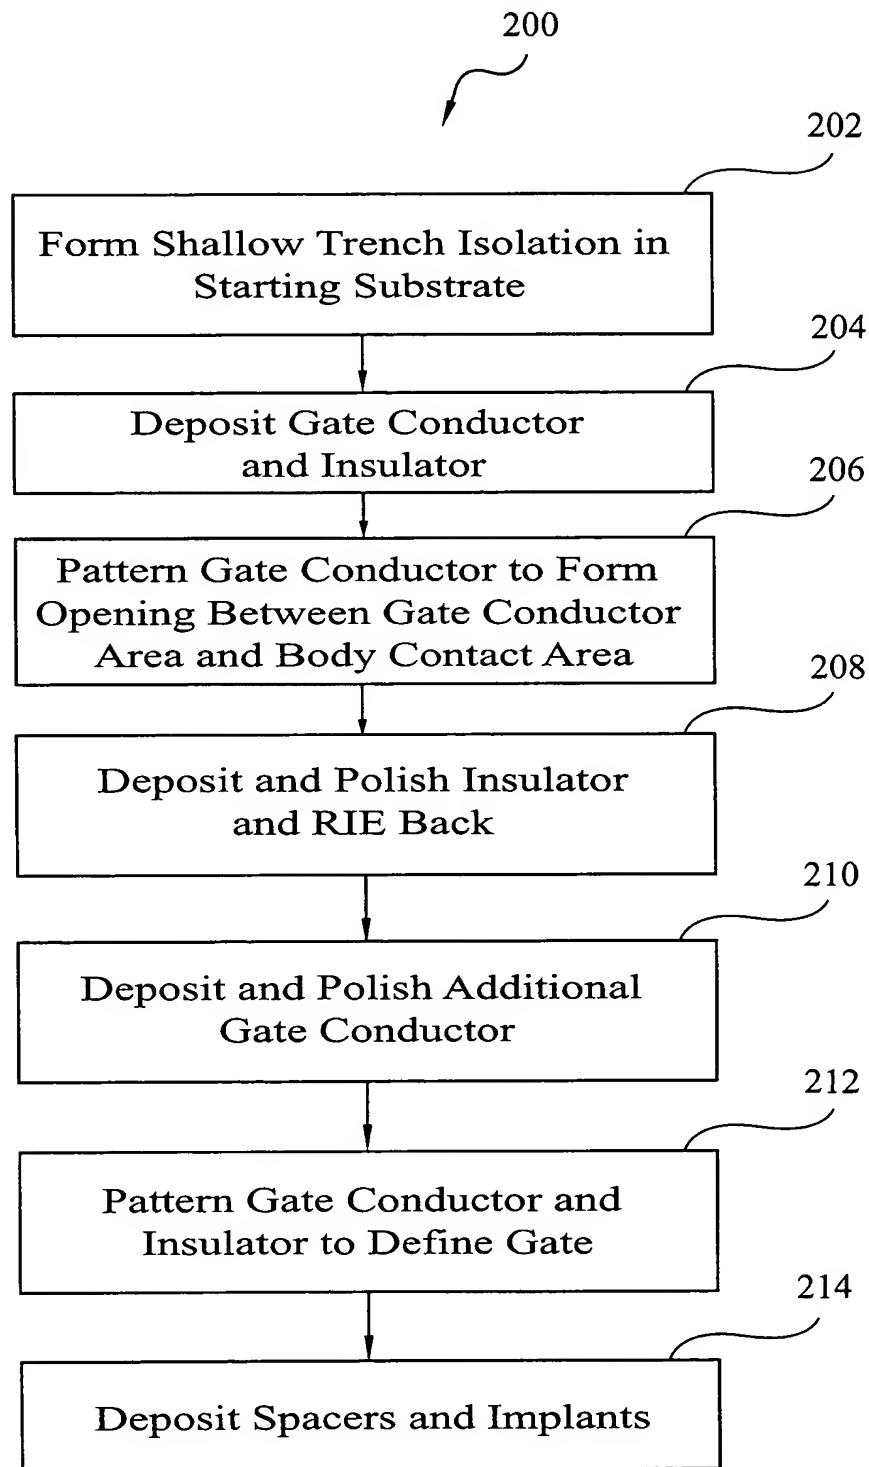 200
202
Form Shallow Trench Isolation in
Starting Substrate
204
Deposit Gate Conductor
and Insulator
206
Pattern Gate Conductor to Form
Opening Between Gate Conductor
Area and Body Contact Area
208
Deposit and Polish Insulator
and RIE Back
210
Deposit and Polish Additional
Gate Conductor
212
Pattern Gate Conductor and
Insulator to Define Gate
214
Deposit Spacers and Implants